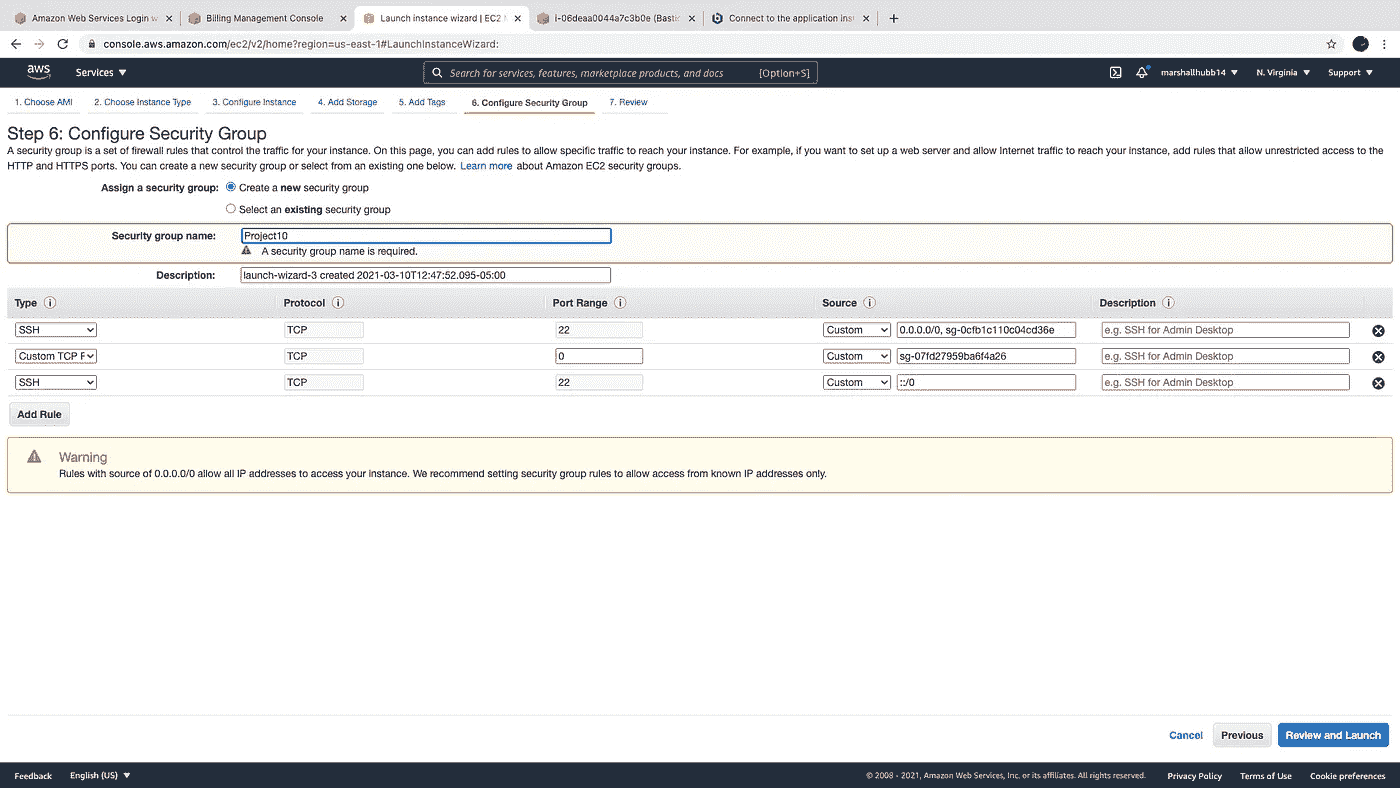 Amazon Web Services Login w
Billing Management Console
Launch instance wizard | EC2 M
i-06deaa0044a7c3b0e (Bastic
Connect to the application ins
console.aws.amazon.com/ec2/v2/home?region=us-east-1#LaunchInstanceWizard:
aws Services Search for services, features, marketplace products, and docs [Option+S] marshallhubb14 N. Virginia Support
1. Choose AMI 2. Choose Instance Type 3. Configure Instance 4. Add Storage 5. Add Tags 6. Configure Security Group 7. Review
Step 6: Configure Security Group
A security group is a set of firewall rules that control the traffic for your instance. On this page, you can add rules to allow specific traffic to reach your instance. For example, if you want to set up a web server and allow Internet traffic to reach your instance, add rules that allow unrestricted access to the
HTTP and HTTPS ports. You can create a new security group or select from an existing one below. Learn more about Amazon EC2 security groups.
Assign a security group: Create a new security group
Select an existing security group
Security group name: Project10
A security group name is required.
Description: launch-wizard-3 created 2021-03-10T12:47:52.095-05:00
Type Protocol Port Range Source Description
SSH TCP 22 Custom 0.0.0.0/0, sg-0cfb1c110c04cd36e e.g. SSH for Admin Desktop
Custom TCP F TCP 0 Custom sg-07fd27959ba6f4a26 e.g. SSH for Admin Desktop
SSH TCP 22 Custom ::/0 e.g. SSH for Admin Desktop
Add Rule
Warning
Rules with source of 0.0.0.0/0 allow all IP addresses to access your instance. We recommend setting security group rules to allow access from known IP addresses only.
Cancel Previous Review and Launch
Feedback English (US) © 2008 - 2021, Amazon Web Services, Inc. or its affiliates. All rights reserved. Privacy Policy Terms of Use Cookie preferences